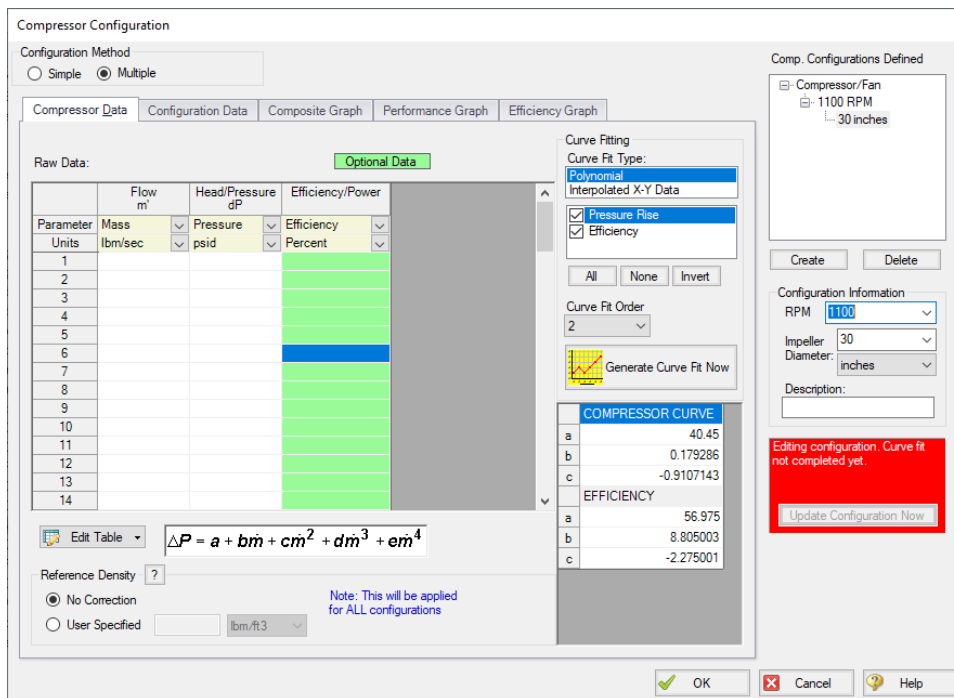 Compressor Configuration
Configuration Method
Simple Multiple
Compressor Data Configuration Data Composite Graph Performance Graph Efficiency Graph
Raw Data: Optional Data
Flow Head/Pressure Efficiency/Power
m' dP
Parameter Mass Pressure Efficiency
Units lbm/sec psid Percent
1
2
3
4
5
6
7
8
9
10
11
12
13
14
Edit Table
ΔP = a + bṁ + cṁ² + dṁ³ + eṁ⁴
Reference Density ?
No Correction
User Specified lbm/ft3
Note: This will be applied
for ALL configurations
Curve Fitting
Curve Fit Type:
Polynomial
Interpolated X-Y Data
Pressure Rise
Efficiency
All None Invert
Curve Fit Order
2
Generate Curve Fit Now
COMPRESSOR CURVE
a 40.45
b 0.179286
c -0.9107143
EFFICIENCY
a 56.975
b 8.805003
c -2.275001
Comp. Configurations Defined
Compressor/Fan
1100 RPM
30 inches
Create Delete
Configuration Information
RPM 1100
Impeller 30
Diameter: inches
Description:
Editing configuration. Curve fit
not completed yet.
Update Configuration Now
OK Cancel Help